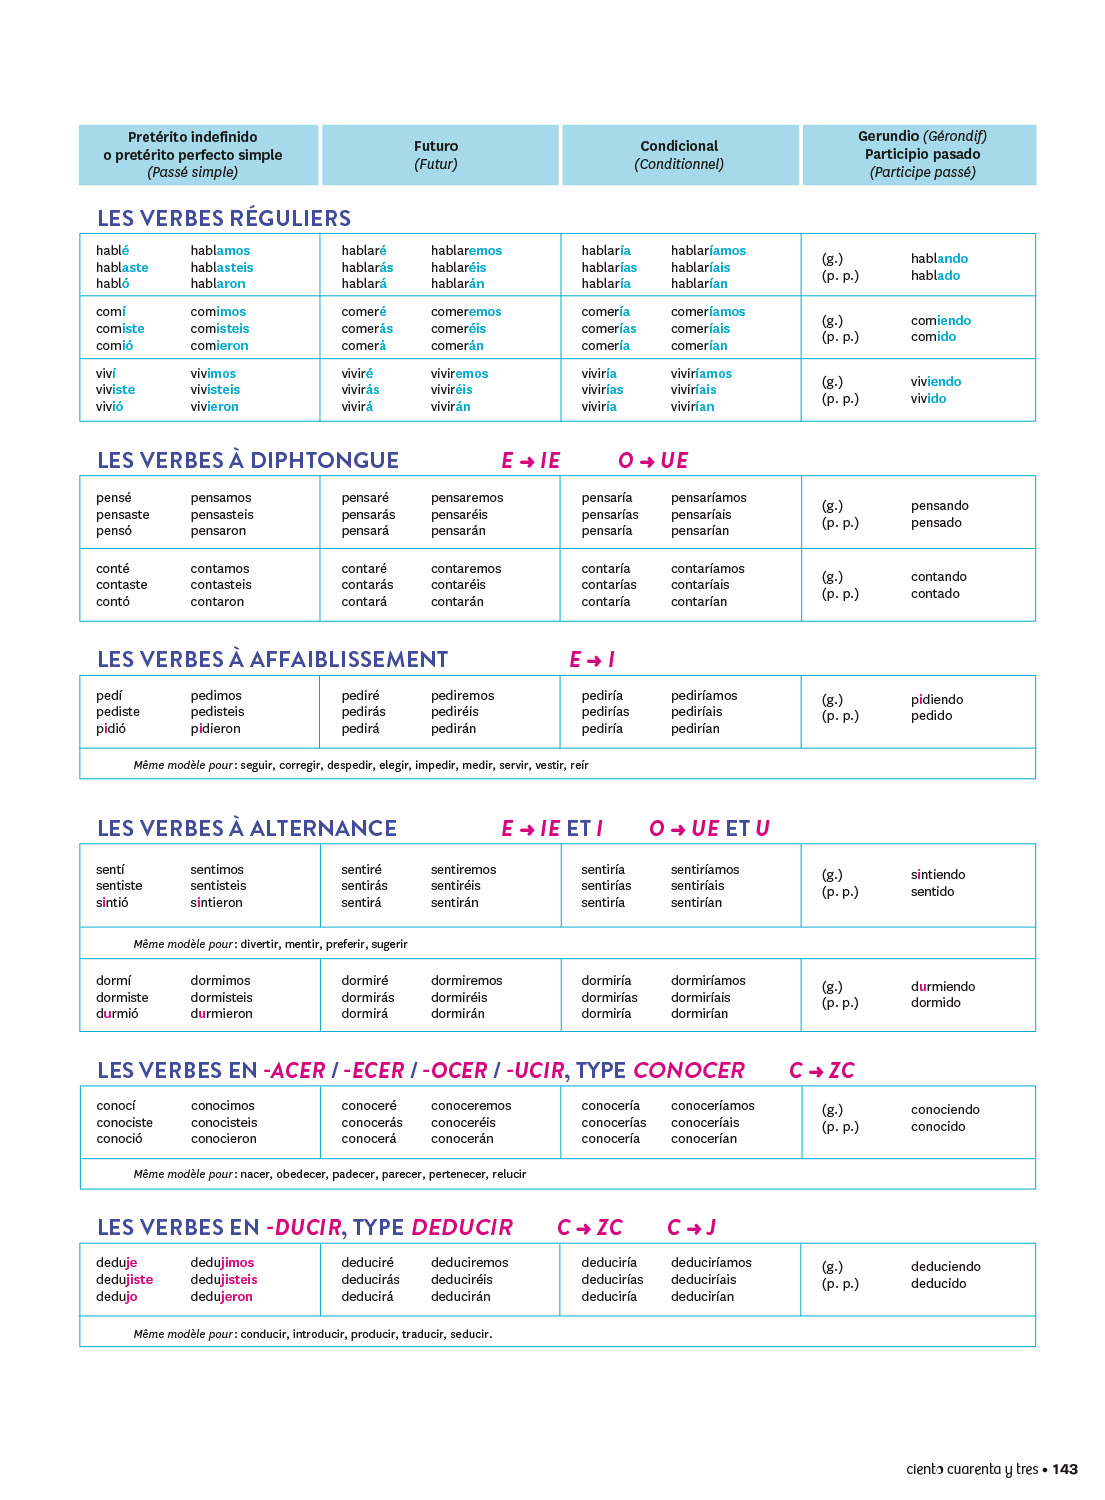 Pretérito indefinido
o pretérito perfecto simple
(Passé simple)
Futuro
(Futur)
Condicional
(Conditionnel)
Gerundio (Gérondif)
Participio pasado
(Participe passé)
LES VERBES RÉGULIERS
hablé hablamos hablaré hablaremos hablaría hablaríamos
hablaste hablasteis hablarás hablaréis hablarías hablaríais
habló hablaron hablará hablarán hablaría hablarían
(g.) hablando
(p. p.) hablado
comí comimos comeré comeremos comería comeríamos
comiste comisteis comerás comeréis comerías comeríais
comió comieron comerá comerán comería comerían
(g.) comiendo
(p. p.) comido
viví vivimos viviré viviremos viviría viviríamos
viviste vivisteis vivirás viviréis vivirías viviríais
vivió vivieron vivirá vivirán viviría vivirían
(g.) viviendo
(p. p.) vivido
LES VERBES À DIPHTONGUE E ➜ IE O ➜ UE
pensé pensamos pensaré pensaremos pensaría pensaríamos
pensaste pensasteis pensarás pensaréis pensarías pensaríais
pensó pensaron pensará pensarán pensaría pensarían
(g.) pensando
(p. p.) pensado
conté contamos contaré contaremos contaría contaríamos
contaste contasteis contarás contaréis contarías contaríais
contó contaron contará contarán contaría contarían
(g.) contando
(p. p.) contado
LES VERBES À AFFAIBLISSEMENT E ➜ I
pedí pedimos pediré pediremos pediría pediríamos
pediste pedisteis pedirás pediréis pedirías pediríais
pidió pidieron pedirá pedirán pediría pedirían
(g.) pidiendo
(p. p.) pedido
Même modèle pour : seguir, corregir, despedir, elegir, impedir, medir, servir, vestir, reír
LES VERBES À ALTERNANCE E ➜ IE ET I O ➜ UE ET U
sentí sentimos sentiré sentiremos sentiría sentiríamos
sentiste sentisteis sentirás sentiréis sentirías sentiríais
sintió sintieron sentirá sentirán sentiría sentirían
(g.) sintiendo
(p. p.) sentido
Même modèle pour : divertir, mentir, preferir, sugerir
dormí dormimos dormiré dormiremos dormiría dormiríamos
dormiste dormisteis dormirás dormiréis dormirías dormiríais
durmió durmieron dormirá dormirán dormiría dormirían
(g.) durmiendo
(p. p.) dormido
LES VERBES EN -ACER / -ECER / -OCER / -UCIR, TYPE CONOCER C ➜ ZC
conocí conocimos conoceré conoceremos conocería conoceríamos
conociste conocisteis conocerás conoceréis conocerías conoceríais
conoció conocieron conocerá conocerán conocería conocerían
(g.) conociendo
(p. p.) conocido
Même modèle pour : nacer, obedecer, padecer, parecer, pertenecer, relucir
LES VERBES EN -DUCIR, TYPE DEDUCIR C ➜ ZC C ➜ J
deduje dedujimos deduciré deduciremos deduciría deduciríamos
dedujiste dedujisteis deducirás deduciréis deducirías deduciríais
dedujo dedujeron deducirá deducirán deduciría deducirían
(g.) deduciendo
(p. p.) deducido
Même modèle pour : conducir, introducir, producir, traducir, seducir.
ciento cuarenta y tres • 143